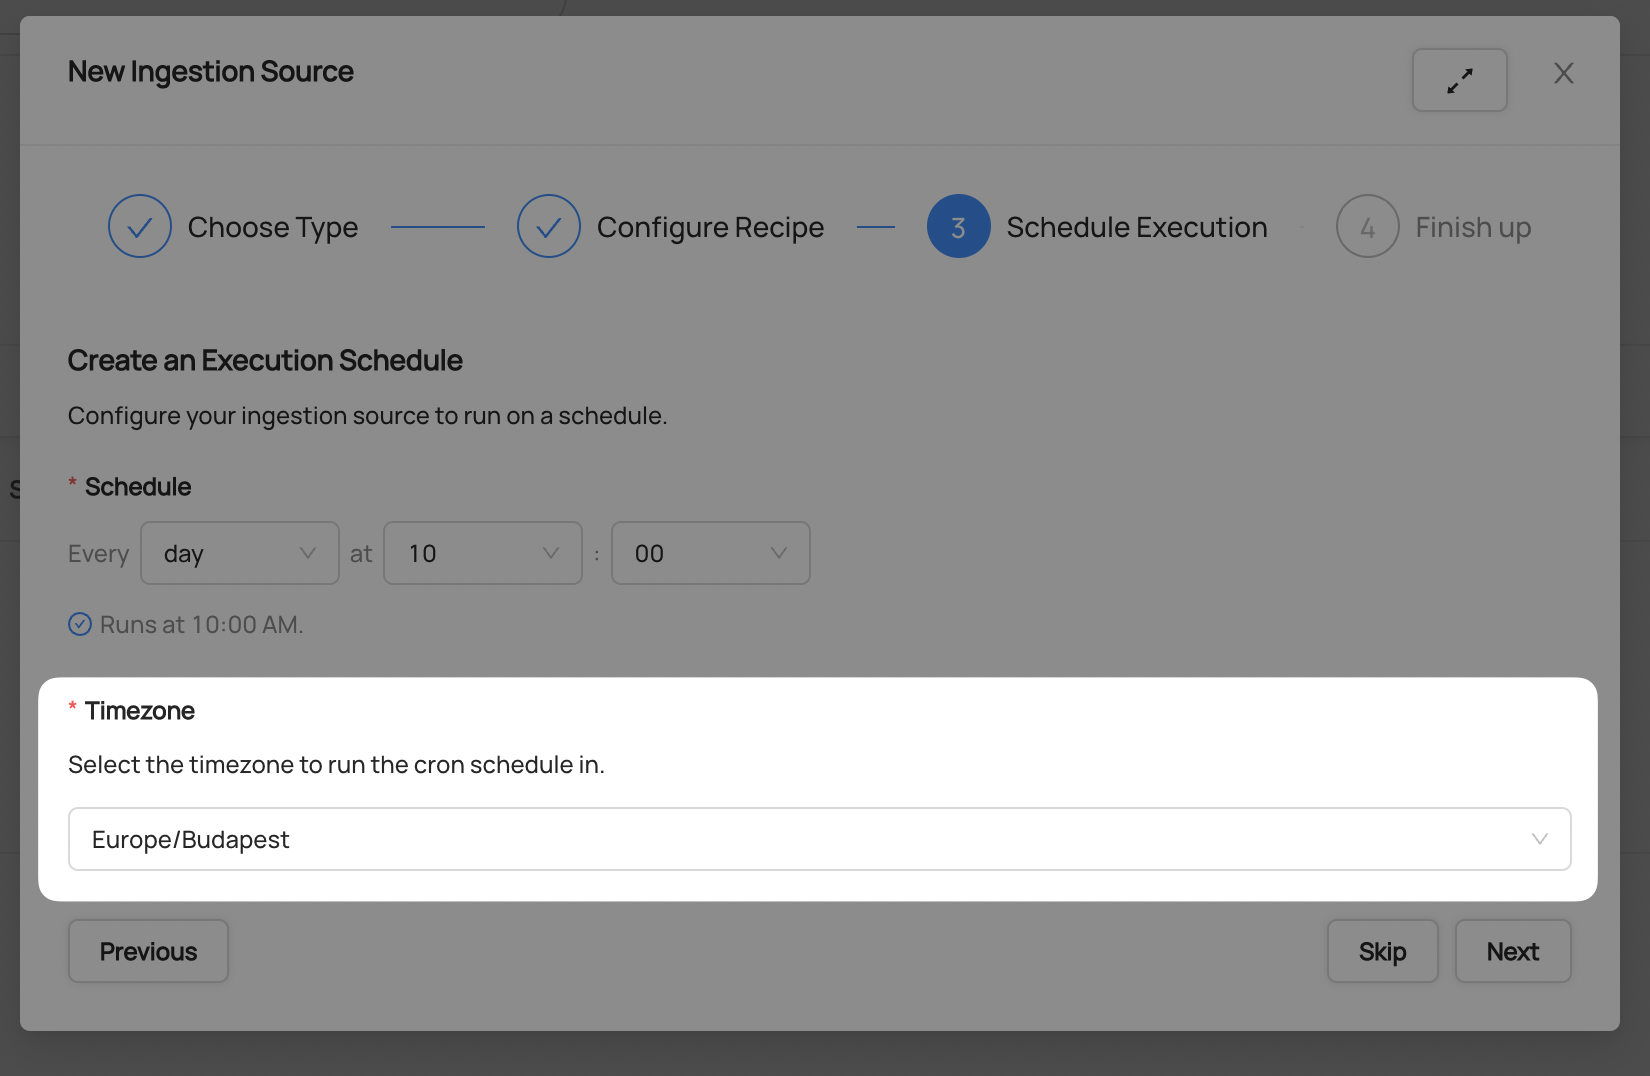 New Ingestion Source
Choose Type
Configure Recipe
3 Schedule Execution
4 Finish up
Create an Execution Schedule
Configure your ingestion source to run on a schedule.
* Schedule
Every day at 10 : 00
Runs at 10:00 AM.
* Timezone
Select the timezone to run the cron schedule in.
Europe/Budapest
Previous Skip Next